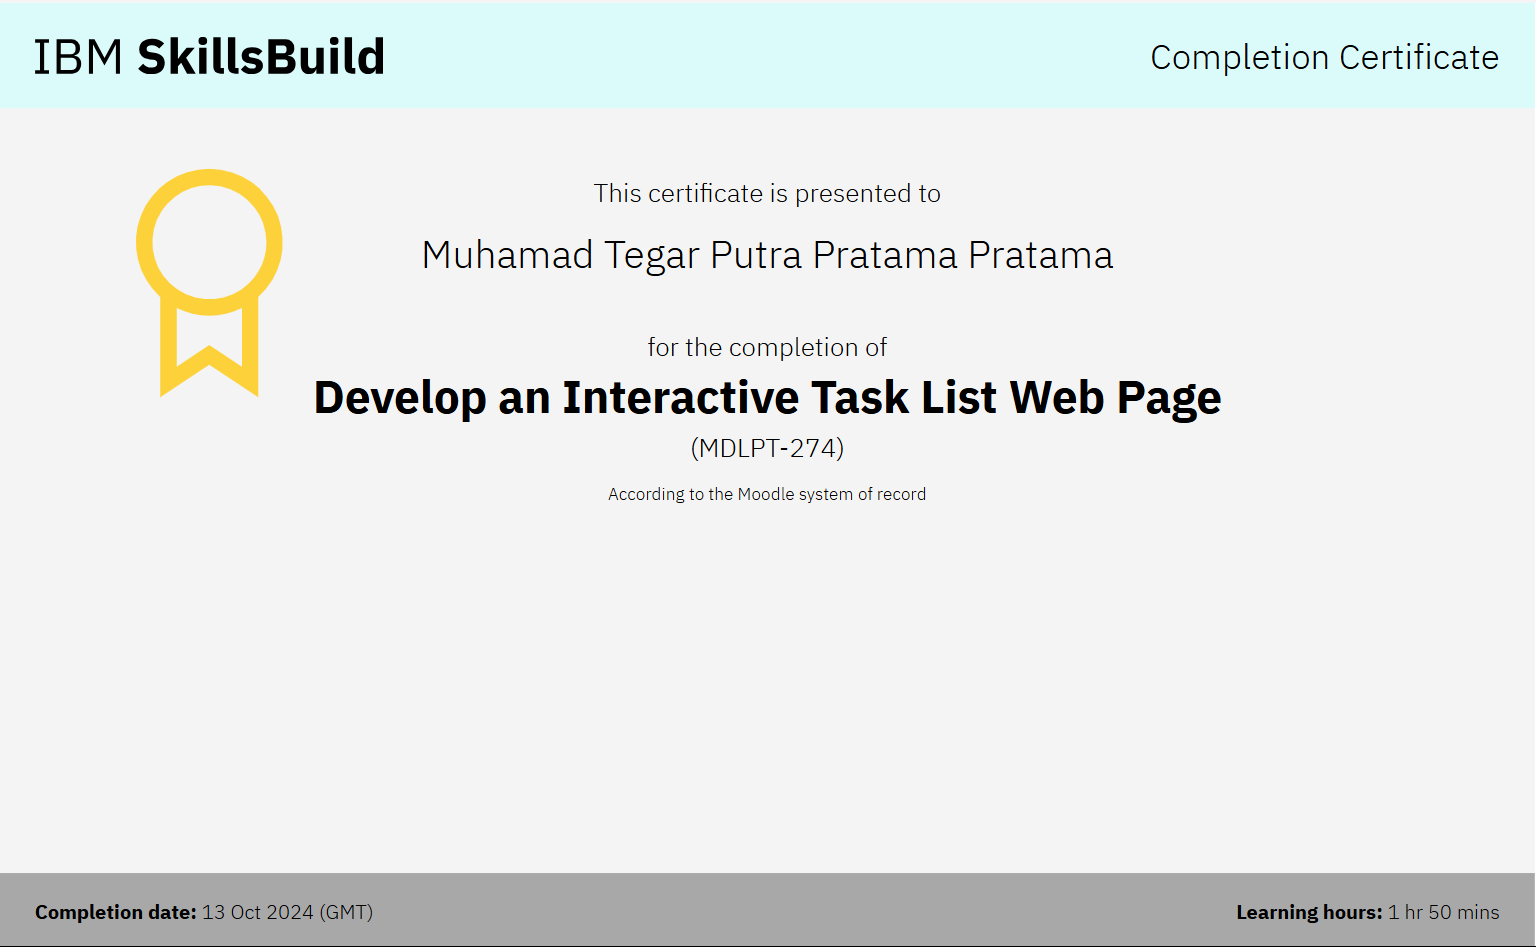 IBM SkillsBuild
Completion Certificate
This certificate is presented to
Muhamad Tegar Putra Pratama Pratama
for the completion of
Develop an Interactive Task List Web Page
(MDLPT-274)
According to the Moodle system of record
Completion date: 13 Oct 2024 (GMT)
Learning hours: 1 hr 50 mins